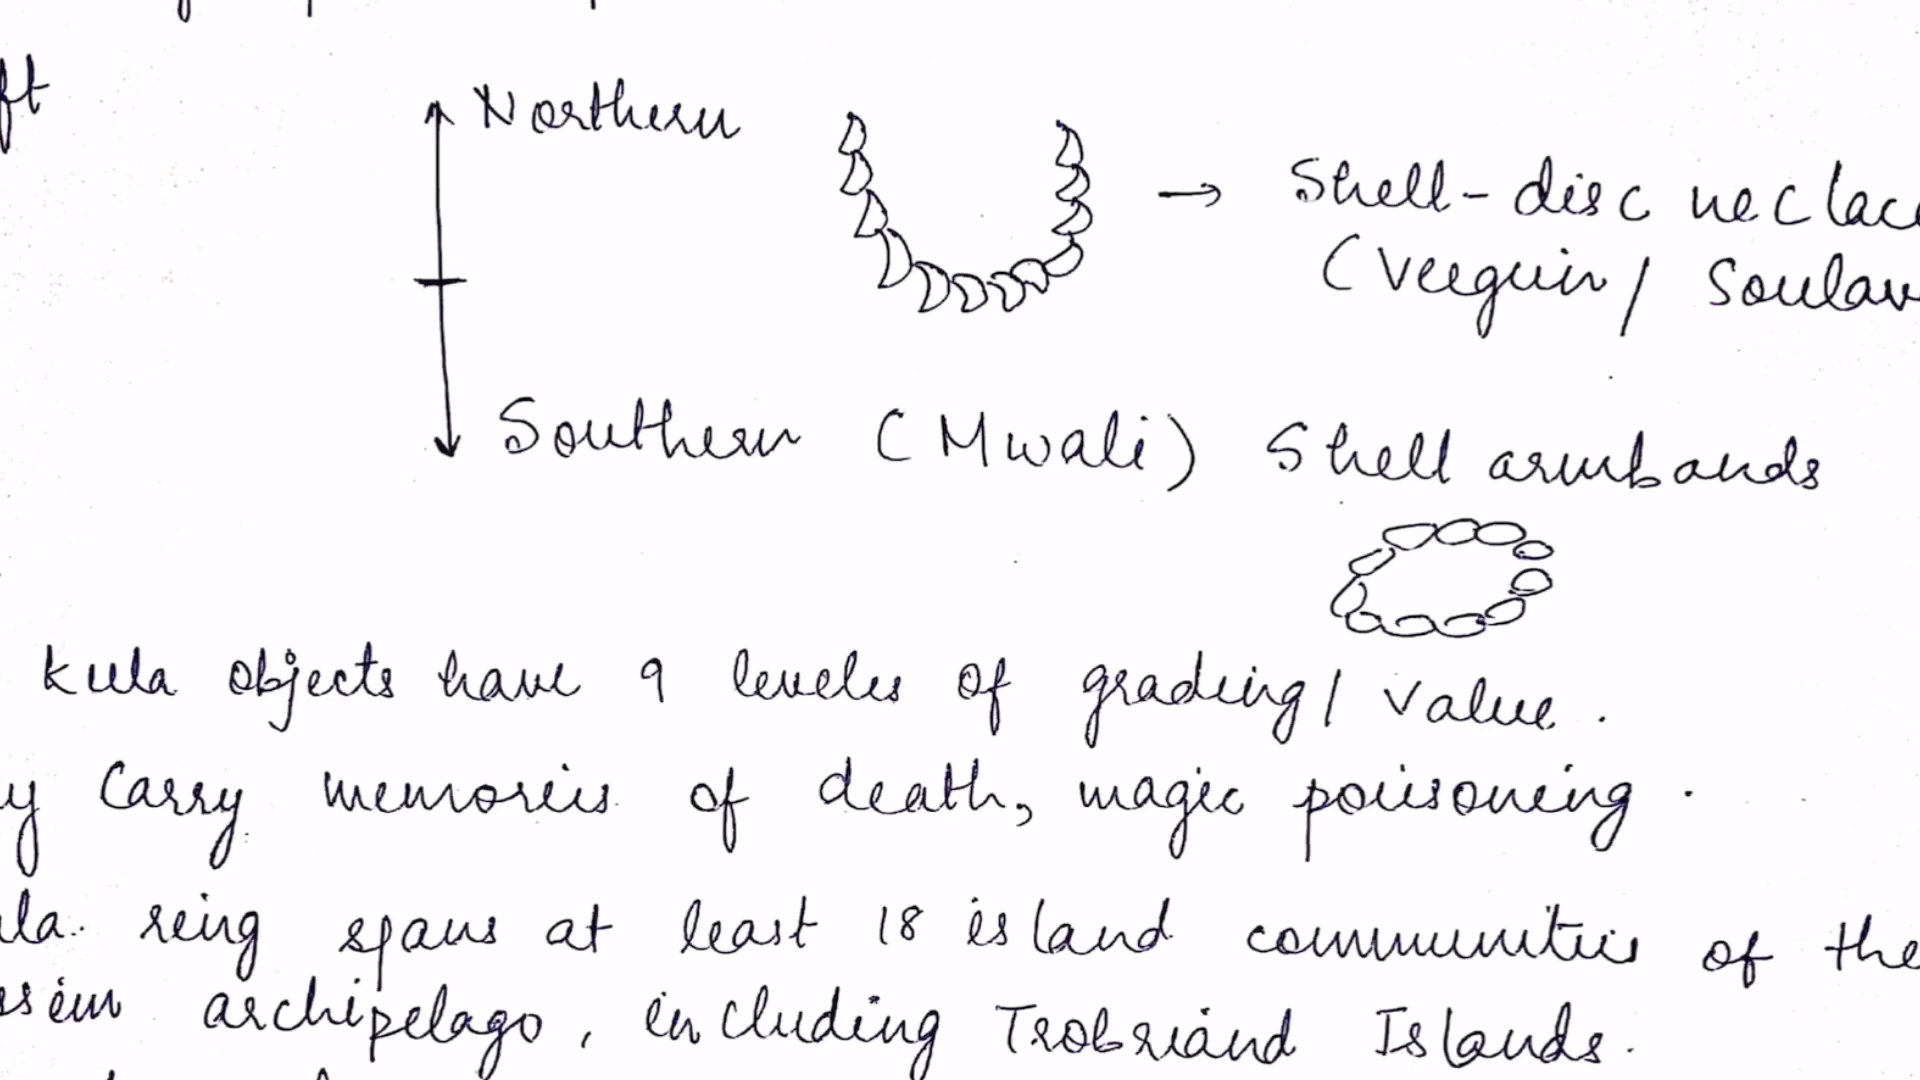 ft
Northern
Shell-disc neclac
(Veeguin/ Soulav
Southern (Mwali) Shell armbands
kula objects have 9 levels of grading/ value.
y carry memories of death, magic poisoning.
la ring spans at least 18 island communities of the
ssim archipelago, including Trobriand Islands.